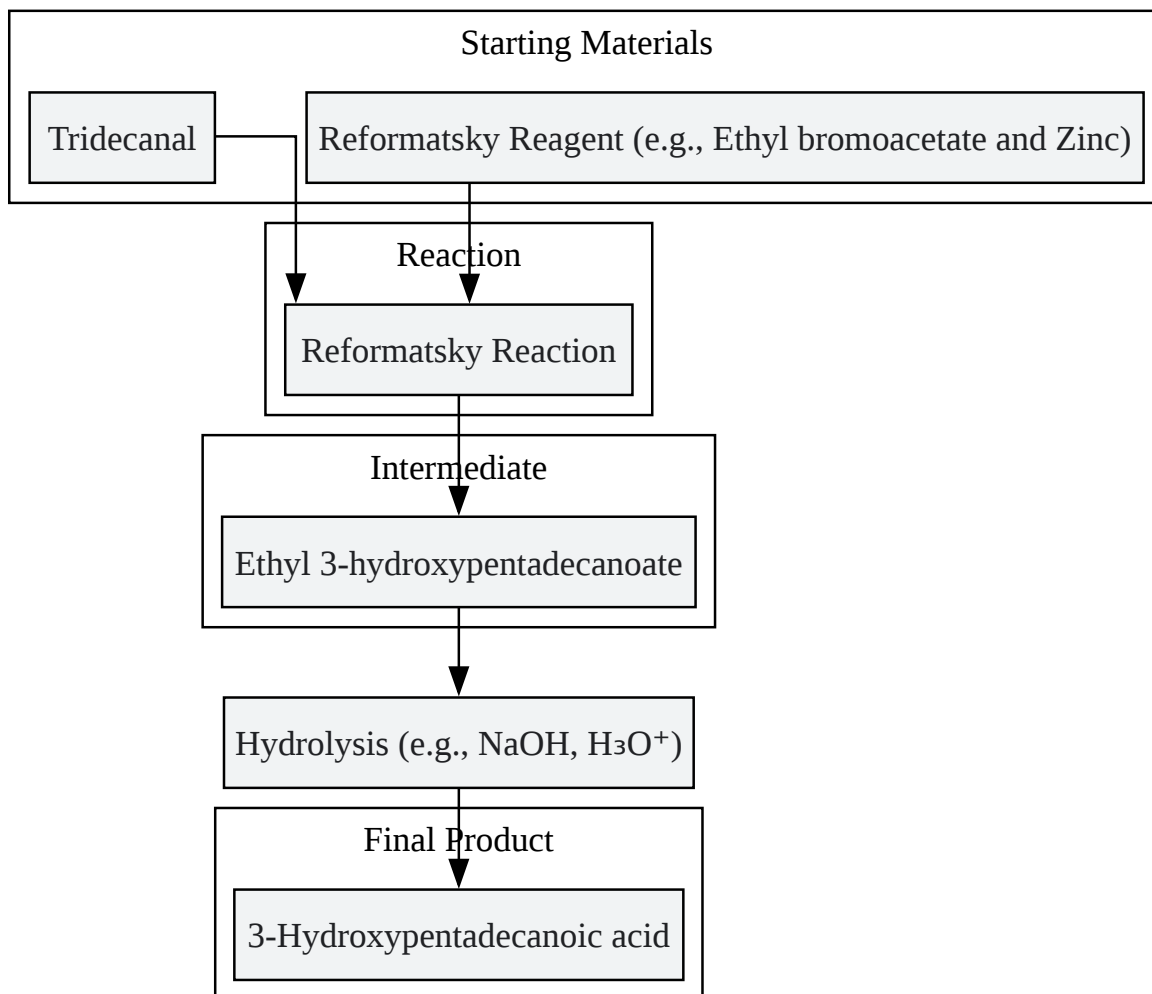 Starting Materials
Tridecanal
Reformatsky Reagent (e.g., Ethyl bromoacetate and Zinc)
Reaction
Reformatsky Reaction
Intermediate
Ethyl 3-hydroxypentadecanoate
Hydrolysis (e.g., NaOH, H₃O⁺)
Final Product
3-Hydroxypentadecanoic acid